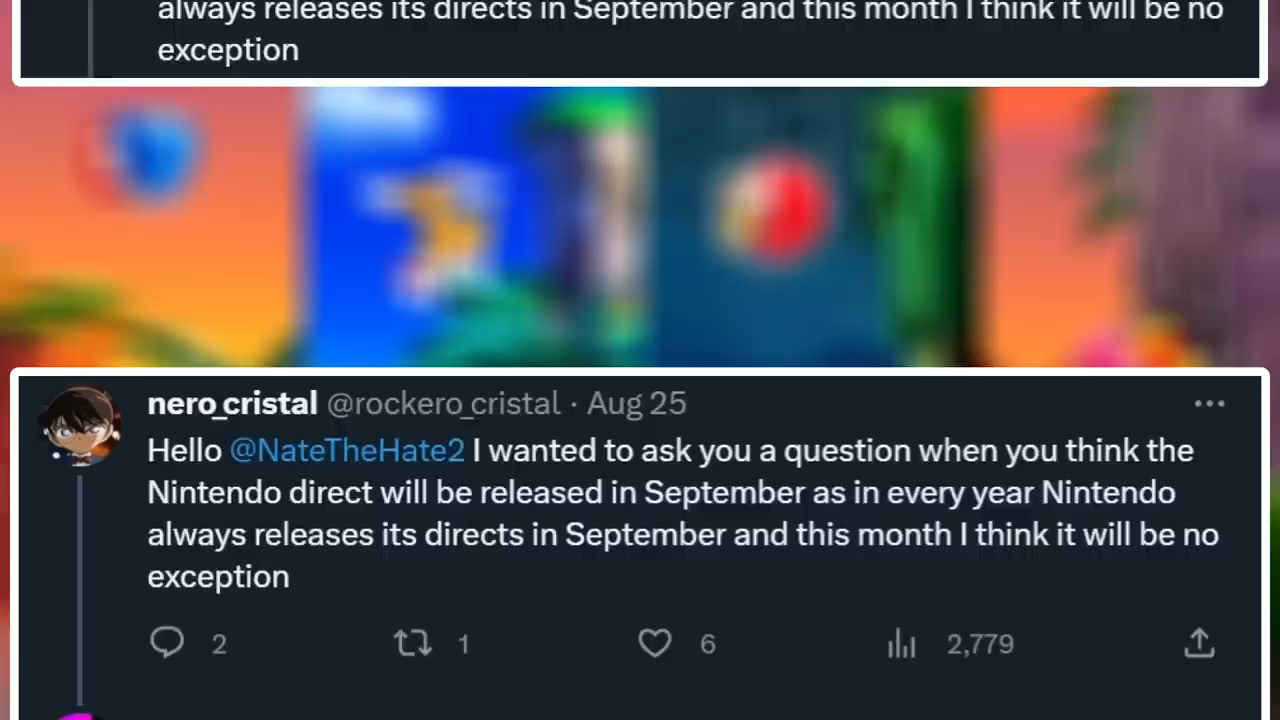 always releases its directs in September and this month I think it will be no
exception
nero_cristal @rockero_cristal · Aug 25
Hello @NateTheHate2 I wanted to ask you a question when you think the
Nintendo direct will be released in September as in every year Nintendo
always releases its directs in September and this month I think it will be no
exception
2 1 6 2,779